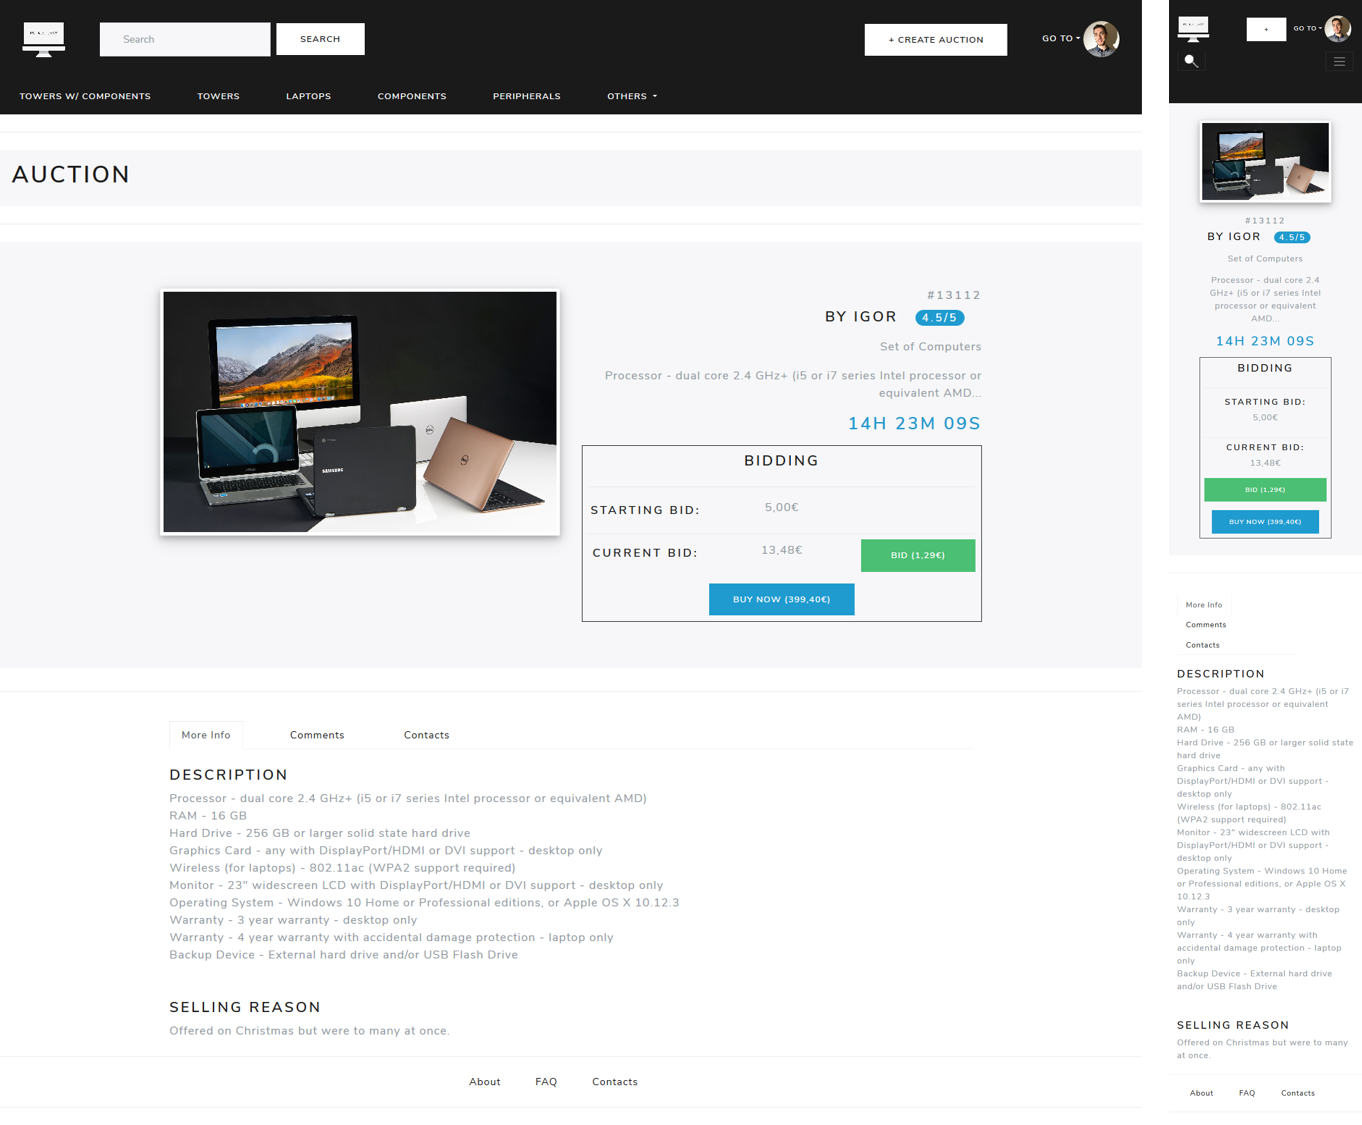 Search
SEARCH
+ CREATE AUCTION
GO TO
TOWERS W/ COMPONENTS
TOWERS
LAPTOPS
COMPONENTS
PERIPHERALS
OTHERS
AUCTION
SAMSUNG
DELL
#13112
BY IGOR 4.5/5
Set of Computers
Processor - dual core 2.4 GHz+ (i5 or i7 series Intel processor or
equivalent AMD...
14H 23M 09S
BIDDING
STARTING BID: 5,00€
CURRENT BID: 13,48€ BID (1,29€)
BUY NOW (399,40€)
More Info
Comments
Contacts
DESCRIPTION
Processor - dual core 2.4 GHz+ (i5 or i7 series Intel processor or equivalent AMD)
RAM - 16 GB
Hard Drive - 256 GB or larger solid state hard drive
Graphics Card - any with DisplayPort/HDMI or DVI support - desktop only
Wireless (for laptops) - 802.11ac (WPA2 support required)
Monitor - 23" widescreen LCD with DisplayPort/HDMI or DVI support - desktop only
Operating System - Windows 10 Home or Professional editions, or Apple OS X 10.12.3
Warranty - 3 year warranty - desktop only
Warranty - 4 year warranty with accidental damage protection - laptop only
Backup Device - External hard drive and/or USB Flash Drive
SELLING REASON
Offered on Christmas but were to many at once.
About
FAQ
Contacts
+
GO TO
#13112
BY IGOR 4.5/5
Set of Computers
Processor - dual core 2.4
GHz+ (i5 or i7 series Intel
processor or equivalent
AMD...
14H 23M 09S
BIDDING
STARTING BID:
5,00€
CURRENT BID:
13,48€
BID (1,29€)
BUY NOW (399,40€)
More Info
Comments
Contacts
DESCRIPTION
Processor - dual core 2.4 GHz+ (i5 or i7
series Intel processor or equivalent
AMD)
RAM - 16 GB
Hard Drive - 256 GB or larger solid state
hard drive
Graphics Card - any with
DisplayPort/HDMI or DVI support -
desktop only
Wireless (for laptops) - 802.11ac
(WPA2 support required)
Monitor - 23" widescreen LCD with
DisplayPort/HDMI or DVI support -
desktop only
Operating System - Windows 10 Home
or Professional editions, or Apple OS X
10.12.3
Warranty - 3 year warranty - desktop
only
Warranty - 4 year warranty with
accidental damage protection - laptop
only
Backup Device - External hard drive
and/or USB Flash Drive
SELLING REASON
Offered on Christmas but were to many
at once.
About
FAQ
Contacts